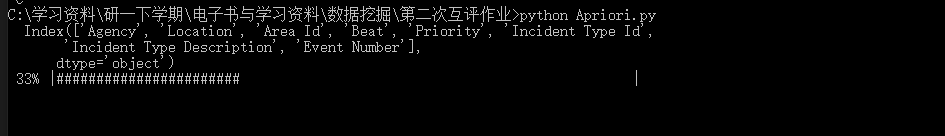 C:\学习资料\研一下学期\电子书与学习资料\数据挖掘\第二次互评作业>python Apriori.py
Index(['Agency', 'Location', 'Area Id', 'Beat', 'Priority', 'Incident Type Id',
'Incident Type Description', 'Event Number'],
dtype='object')
33% |####################### |